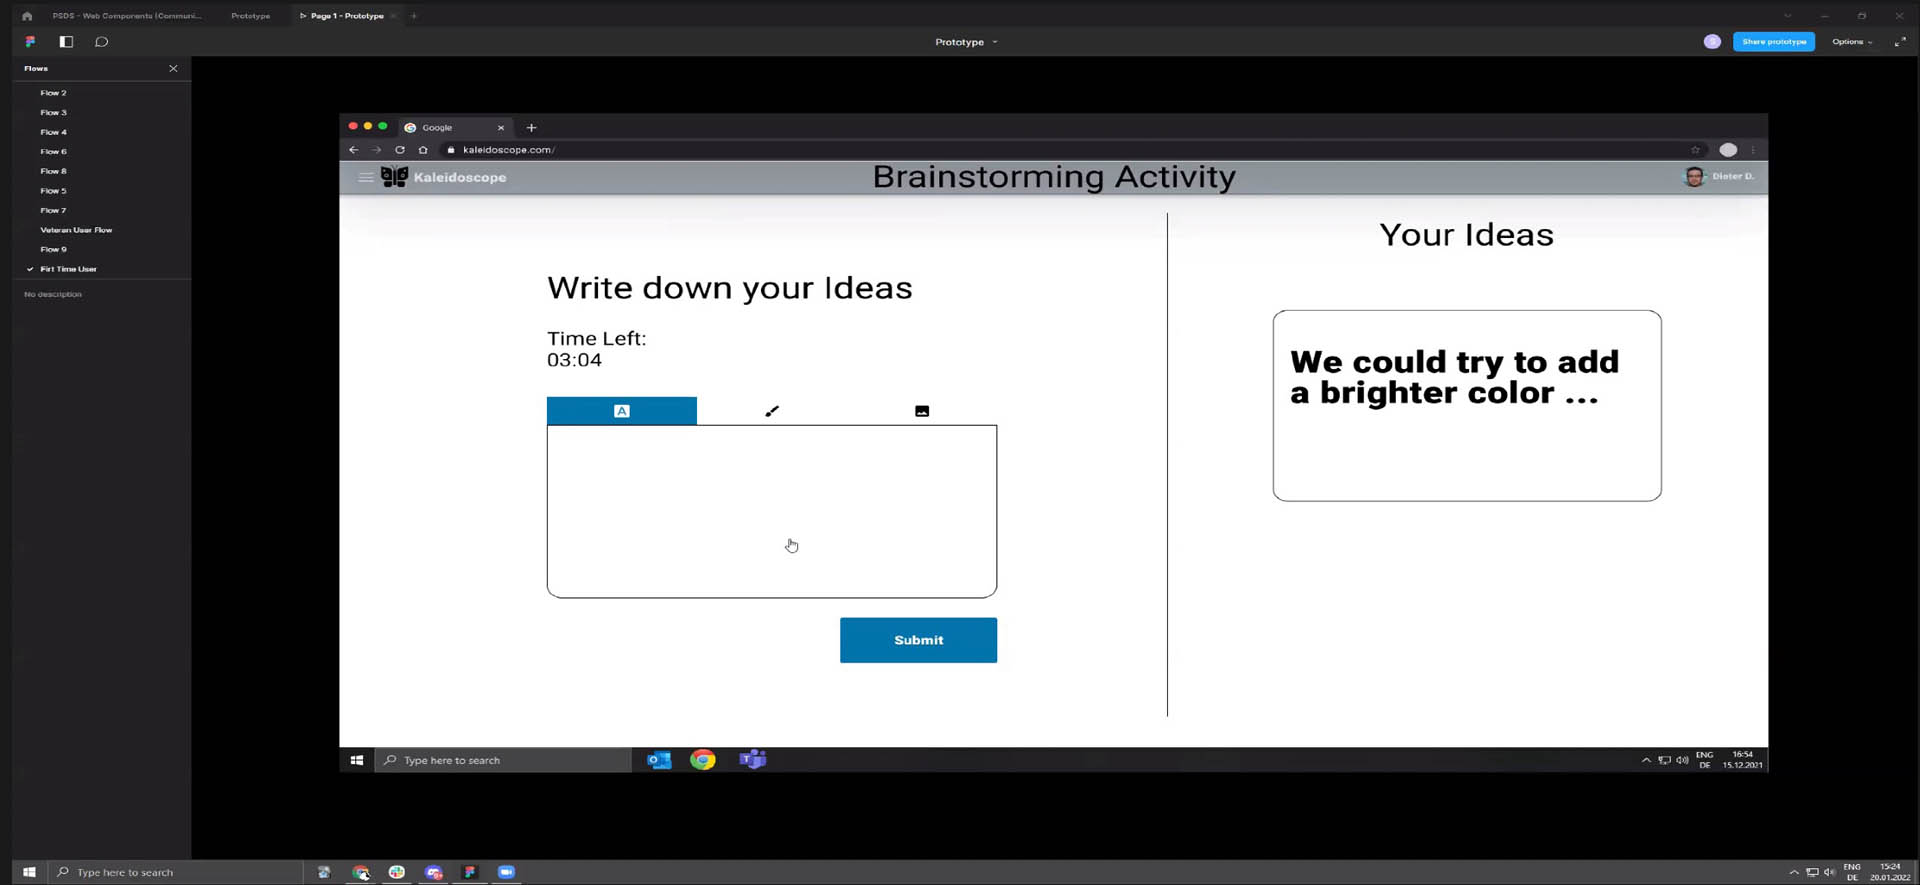 PSDS - Web Components (Communi...
Prototype
Page 1 - Prototype
Prototype
Share prototype
Options
Flows
Flow 2
Flow 3
Flow 4
Flow 6
Flow 8
Flow 5
Flow 7
Veteran User Flow
Flow 9
Firt Time User
No description
Google
kaleidoscope.com/
Kaleidoscope
Brainstorming Activity
Dieter D.
Write down your Ideas
Time Left:
03:04
A
Submit
Your Ideas
We could try to add
a brighter color ...
Type here to search
ENG
DE
16:54
15.12.2021
Type here to search
ENG
DE
15:24
20.01.2022